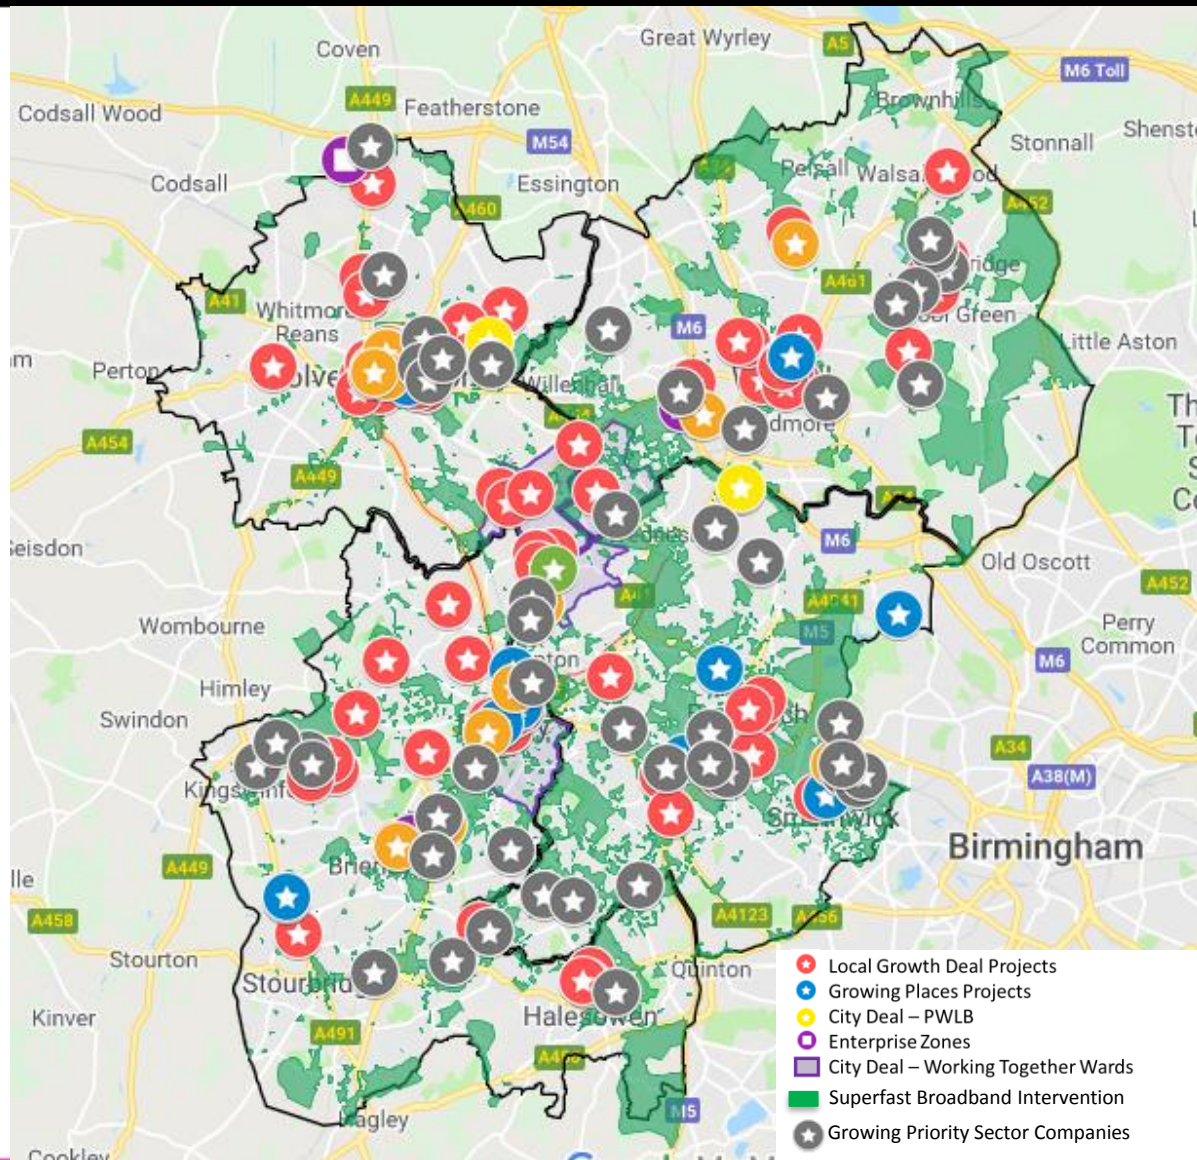 Coven
Great Wyrley
A5
M6 Toll
A449
Featherstone
Brownhills
Codsall Wood
M54
Stonnall
Codsall
Essington
Pelsall
A460
A452
A461
A41
Whitmore
Reans
M6
Little Aston
Perton
Willenhall
A454
A449
M6
Old Oscott
A452
A41
A4041
M5
Perry
Common
Wombourne
M6
Himley
Swindon
A34
A38(M)
Birmingham
A449
A458
A4123
A456
Stourton
Quinton
Kinver
Halesowen
A491
M5
Hagley
Cookley
Local Growth Deal Projects
Growing Places Projects
City Deal – PWLB
Enterprise Zones
City Deal – Working Together Wards
Superfast Broadband Intervention
Growing Priority Sector Companies